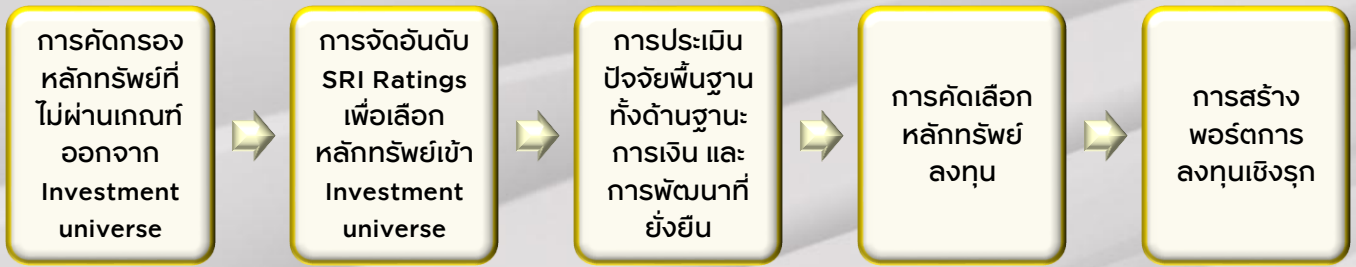 การคัดกรอง
หลักทรัพย์ที่
ไม่ผ่านเกณฑ์
ออกจาก
Investment
universe
การจัดอันดับ
SRI Ratings
เพื่อเลือก
หลักทรัพย์เข้า
Investment
universe
การประเมิน
ปัจจัยพื้นฐาน
ทั้งด้านฐานะ
การเงิน และ
การพัฒนาที่
ยั่งยืน
การคัดเลือก
หลักทรัพย์
ลงทุน
การสร้าง
พอร์ตการ
ลงทุนเชิงรุก